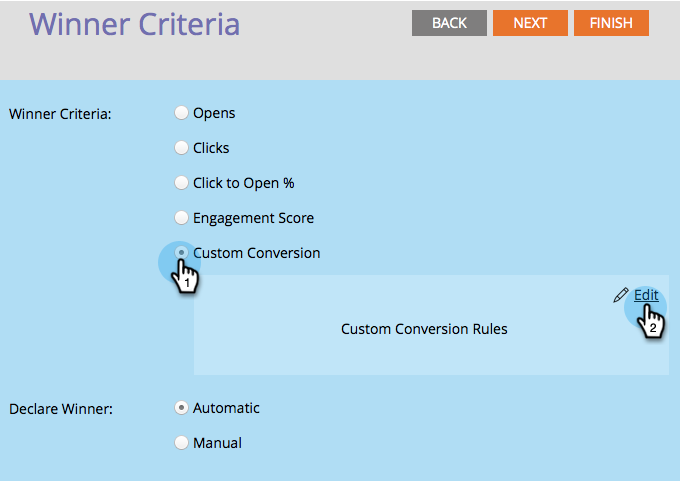 Winner Criteria
BACK
NEXT
FINISH
Winner Criteria:
Opens
Clicks
Click to Open %
Engagement Score
Custom Conversion
1
Edit
2
Custom Conversion Rules
Declare Winner:
Automatic
Manual